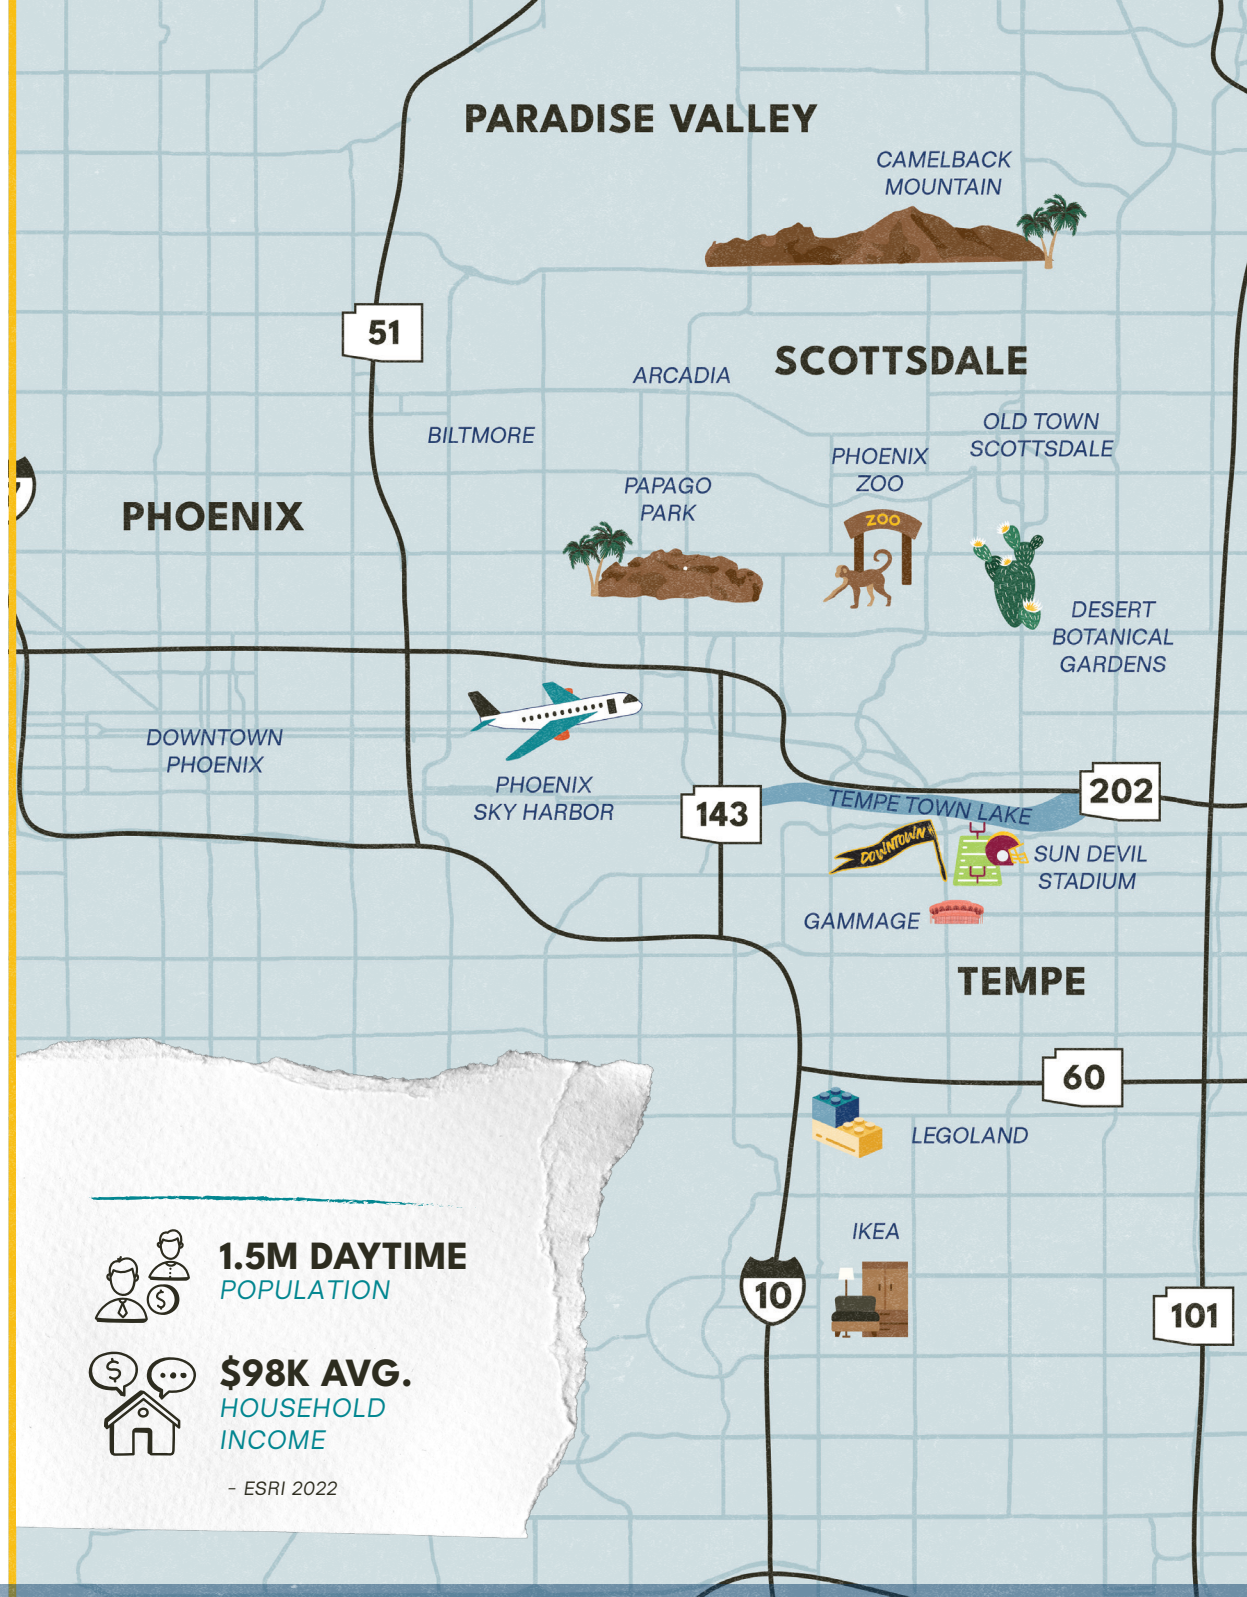 PARADISE VALLEY
CAMELBACK
MOUNTAIN
51
SCOTTSDALE
ARCADIA
BILTMORE
OLD TOWN
SCOTTSDALE
PHOENIX
ZOO
PAPAGO
PARK
ZOO
PHOENIX
DESERT
BOTANICAL
GARDENS
DOWNTOWN
PHOENIX
PHOENIX
SKY HARBOR
143
TEMPE TOWN LAKE
202
DOWNTOWN
SUN DEVIL
STADIUM
GAMMAGE
TEMPE
60
LEGOLAND
IKEA
10
101
$
1.5M DAYTIME
POPULATION
$
$98K AVG.
HOUSEHOLD
INCOME
- ESRI 2022